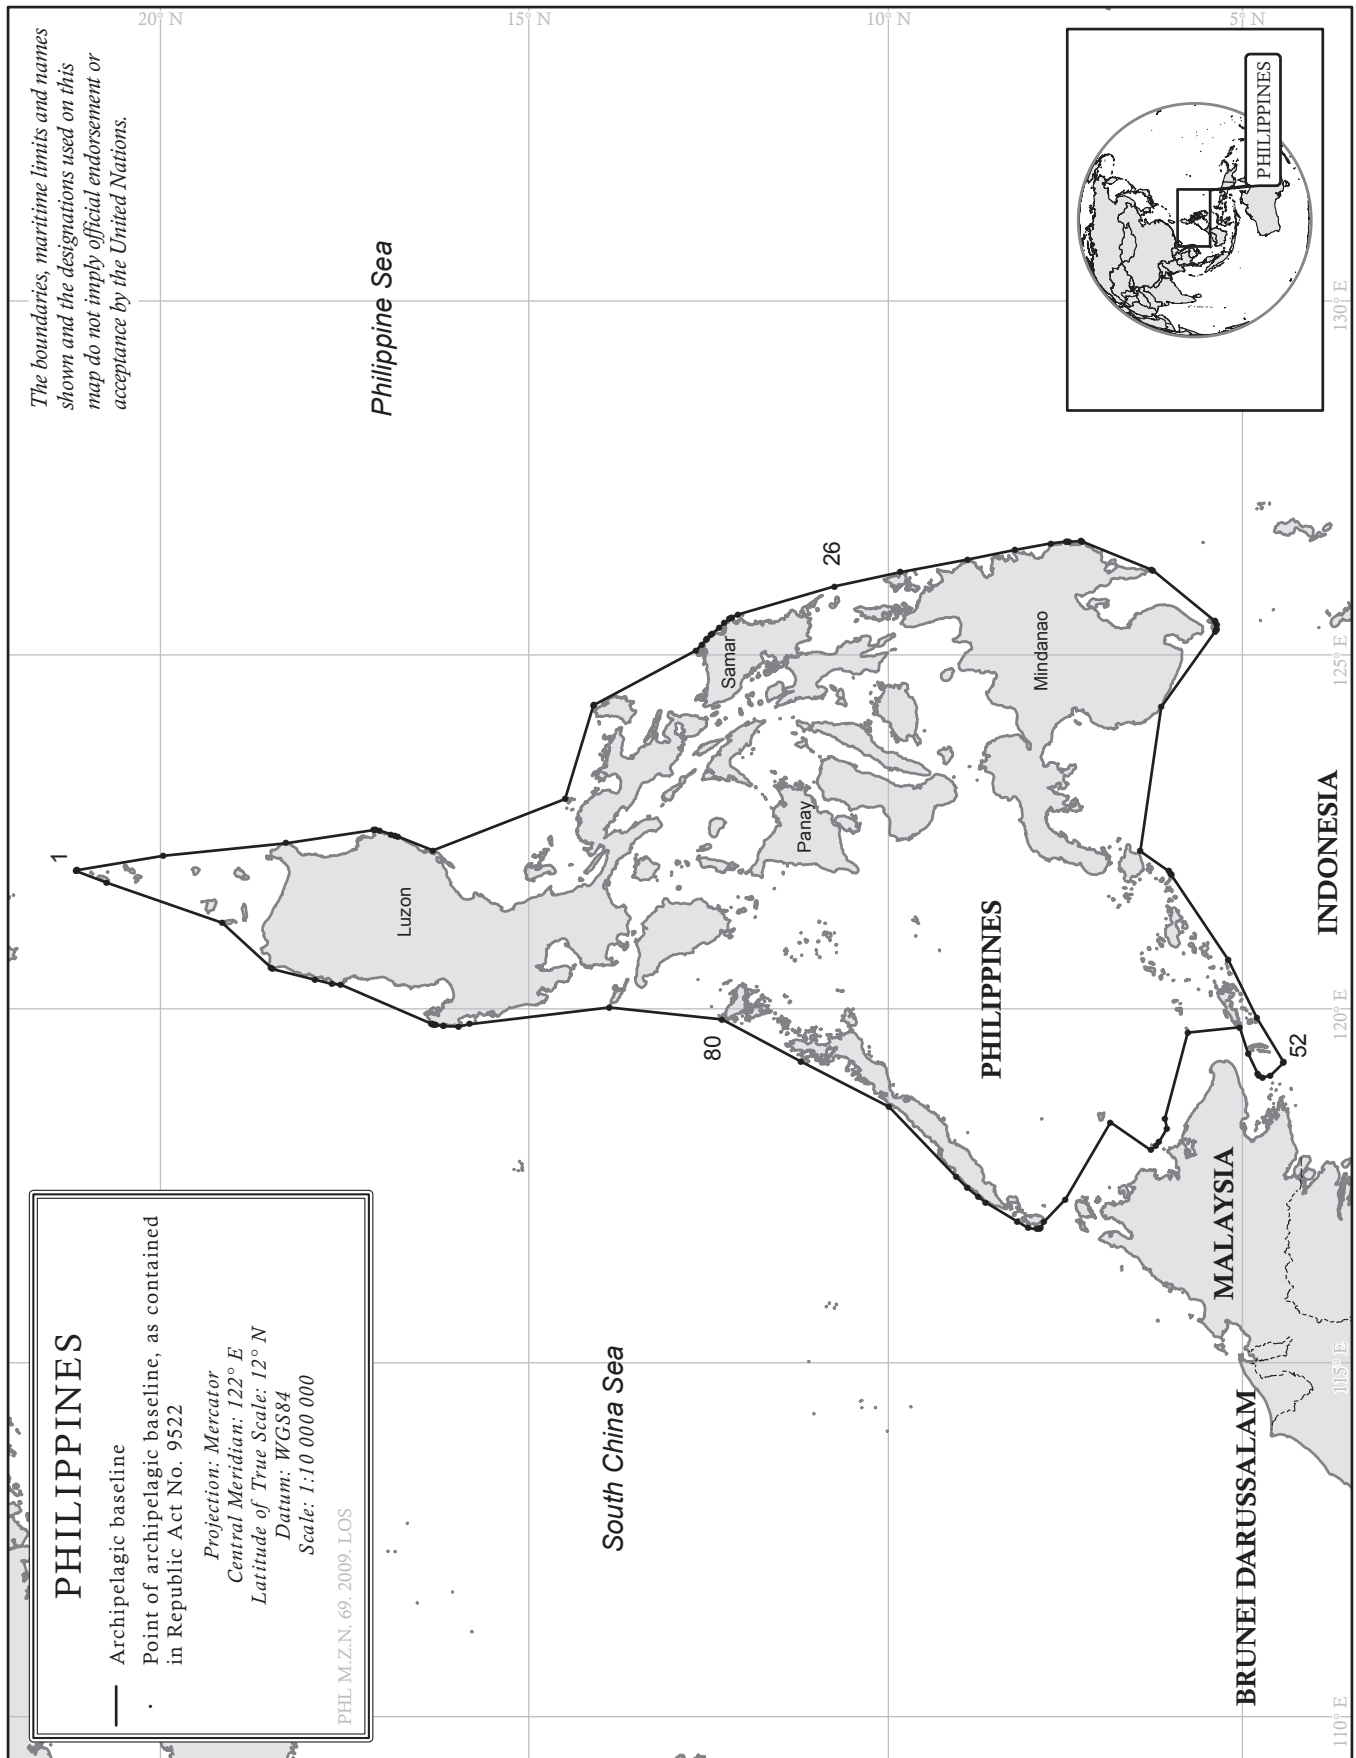 PHILIPPINES
Archipelagic baseline
Point of archipelagic baseline, as contained
in Republic Act No. 9522
Projection: Mercator
Central Meridian: 122° E
Latitude of True Scale: 12° N
Datum: WGS84
Scale: 1:10 000 000
PHL M.Z.N. 69. 2009. LOS
The boundaries, maritime limits and names
shown and the designations used on this
map do not imply official endorsement or
acceptance by the United Nations.
20° N
15° N
10° N
5° N
110° E
115° E
120° E
125° E
130° E
Philippine Sea
South China Sea
1
26
52
80
Luzon
Samar
Panay
Mindanao
PHILIPPINES
MALAYSIA
BRUNEI DARUSSALAM
INDONESIA
PHILIPPINES